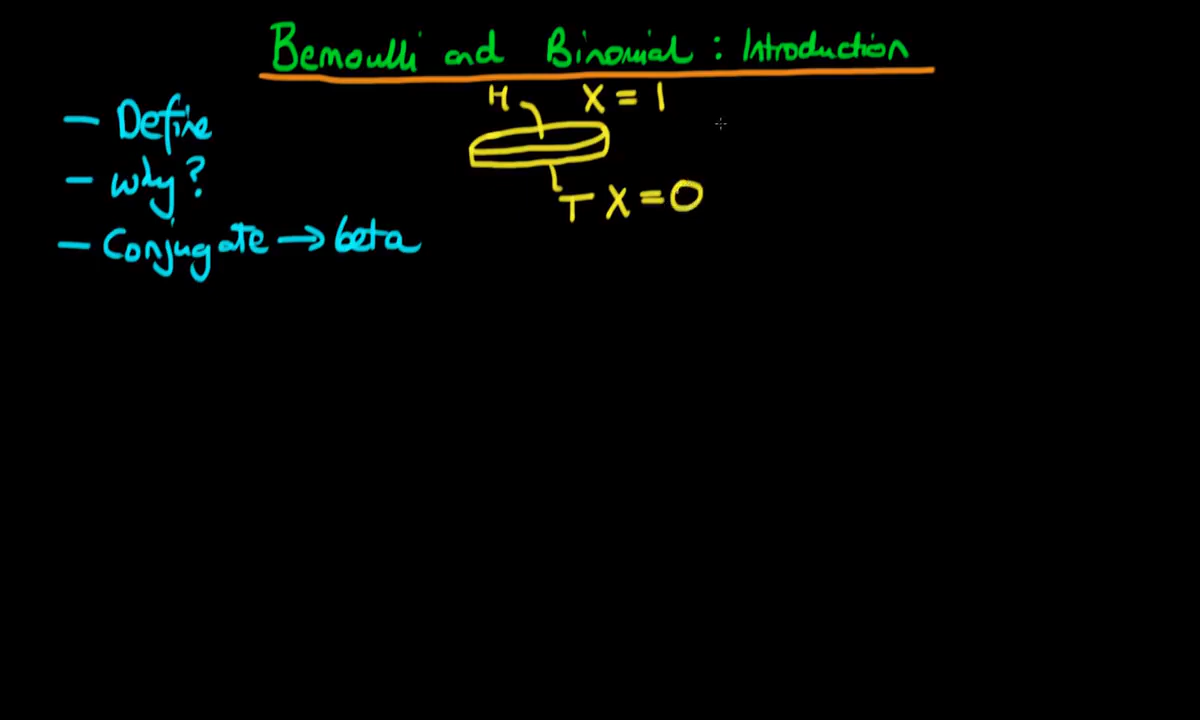 Bernoulli and Binomial : Introduction
– Define
– Why?
– Conjugate → beta
H X = 1
T X = 0